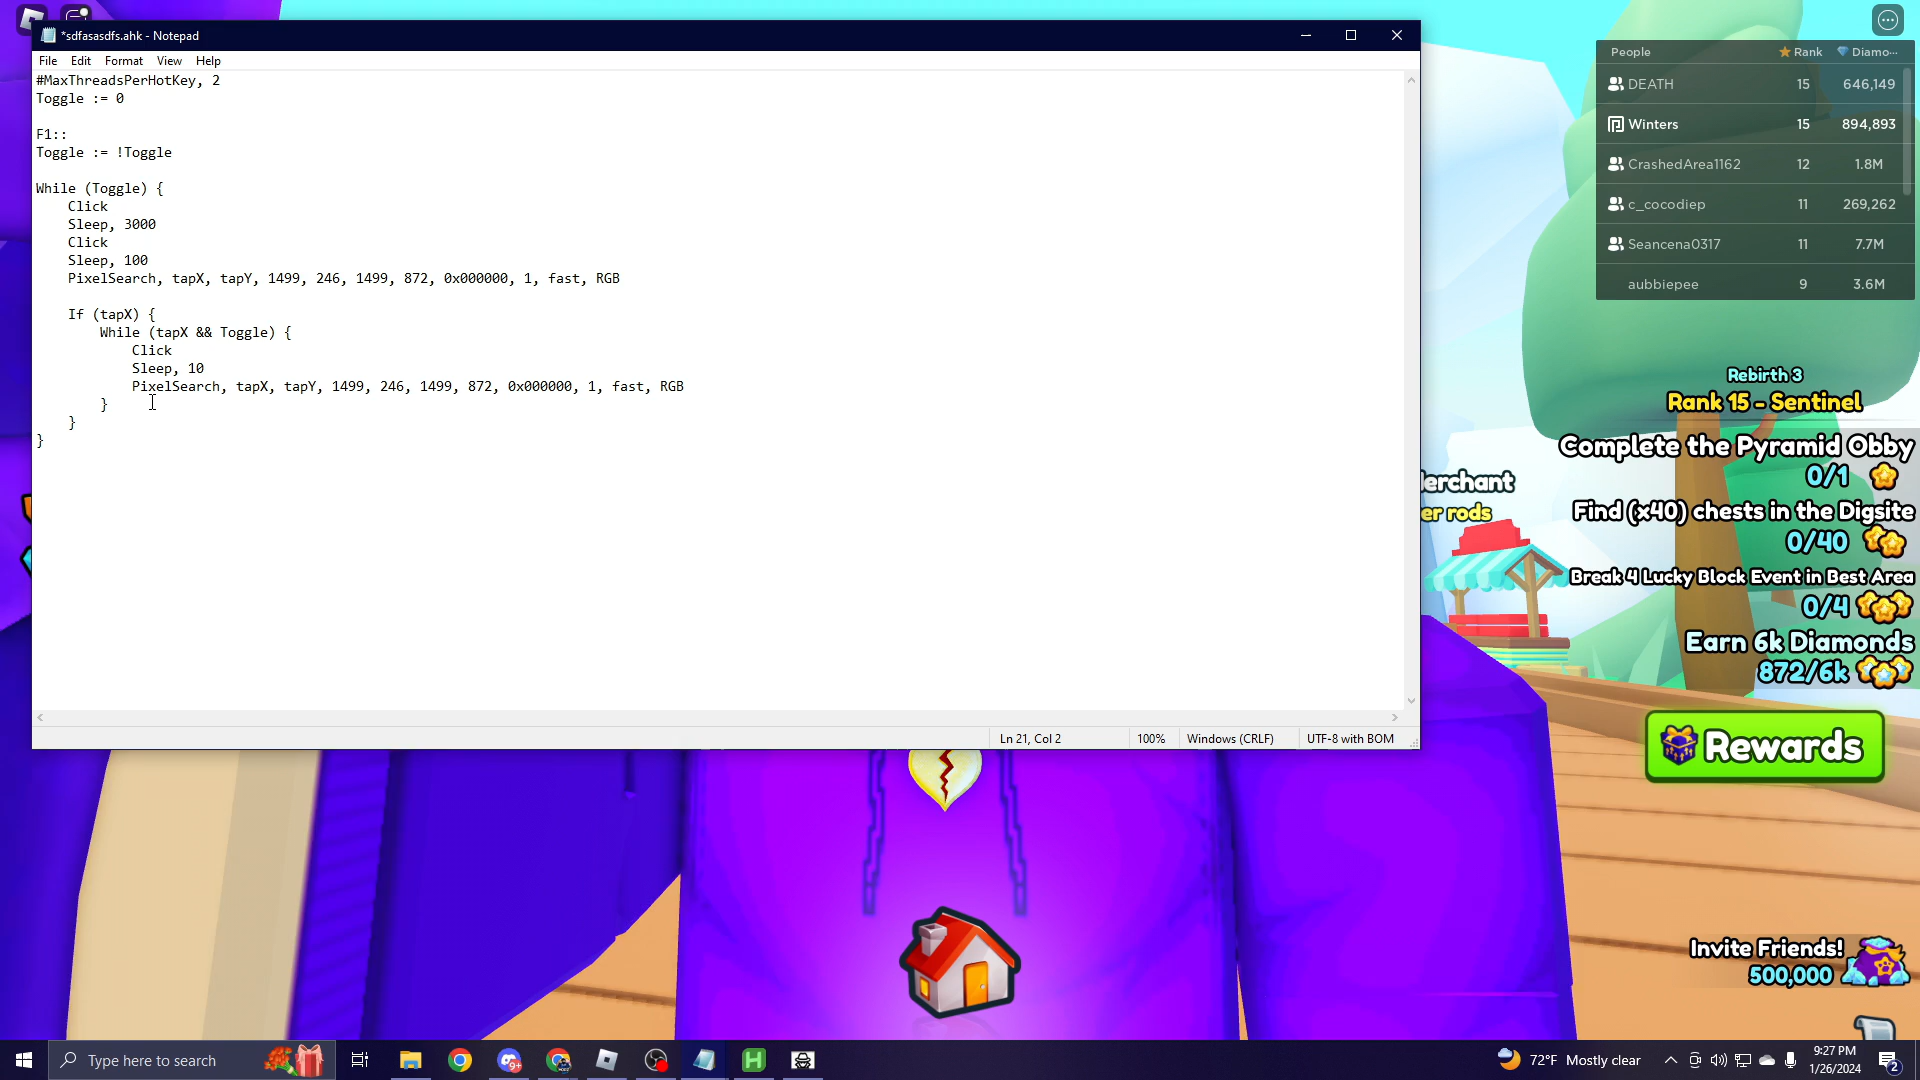 *sdfasasdfs.ahk - Notepad
File Edit Format View Help
#MaxThreadsPerHotKey, 2
Toggle := 0
F1::
Toggle := !Toggle
While (Toggle) {
Click
Sleep, 3000
Click
Sleep, 100
PixelSearch, tapX, tapY, 1499, 246, 1499, 872, 0x000000, 1, fast, RGB
If (tapX) {
While (tapX && Toggle) {
Click
Sleep, 10
PixelSearch, tapX, tapY, 1499, 246, 1499, 872, 0x000000, 1, fast, RGB
}
}
}
Ln 21, Col 2 100% Windows (CRLF) UTF-8 with BOM
People Rank Diamo...
DEATH 15 646,149
Winters 15 894,893
CrashedArea1162 12 1.8M
c_cocodiep 11 269,262
Seancena0317 11 7.7M
aubbiepee 9 3.6M
Rebirth 3
Rank 15 - Sentinel
Complete the Pyramid Obby
0/1
Find (x40) chests in the Digsite
0/40
Break 4 Lucky Block Event in Best Area
0/4
Earn 6k Diamonds
872/6k
erchant
er rods
Rewards
Invite Friends!
500,000
Type here to search
9+
H
72°F Mostly clear
9:27 PM
1/26/2024
2